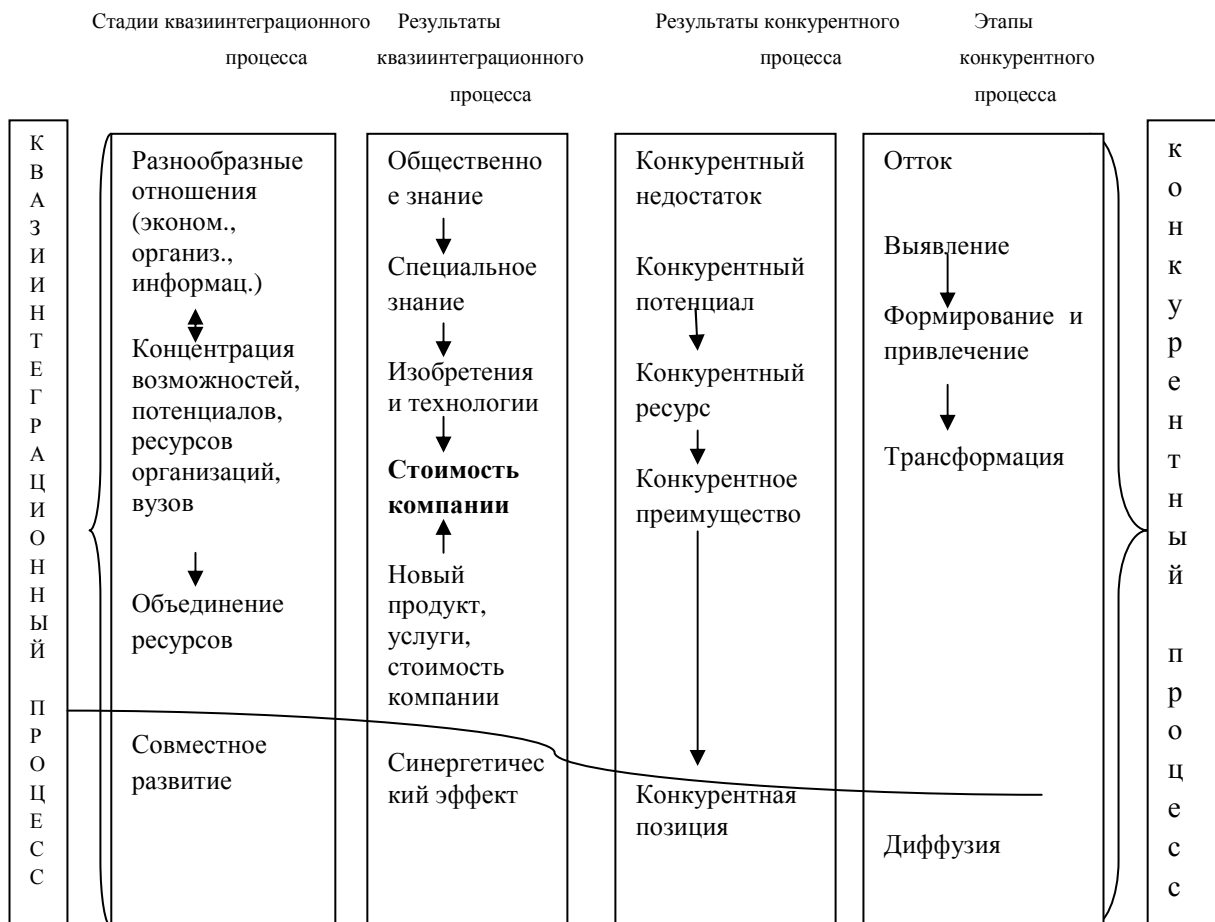 Стадии квазиинтеграционного
процесса
Результаты
квазиинтеграционного
процесса
Результаты конкурентного
процесса
Этапы
конкурентного
процесса
КВАЗИИНТЕГРАЦИОННЫЙ ПРОЦЕСС
Разнообразные
отношения
(эконом.,
организ.,
информац.)
Концентрация
возможностей,
потенциалов,
ресурсов
организаций,
вузов
Объединение
ресурсов
Совместное
развитие
Общественно
е знание
Специальное
знание
Изобретения
и технологии
Стоимость
компании
Новый
продукт,
услуги,
стоимость
компании
Синергетичес
кий эффект
Конкурентный
недостаток
Конкурентный
потенциал
Конкурентный
ресурс
Конкурентное
преимущество
Конкурентная
позиция
Отток
Выявление
Формирование и
привлечение
Трансформация
Диффузия
конкурентный процесс